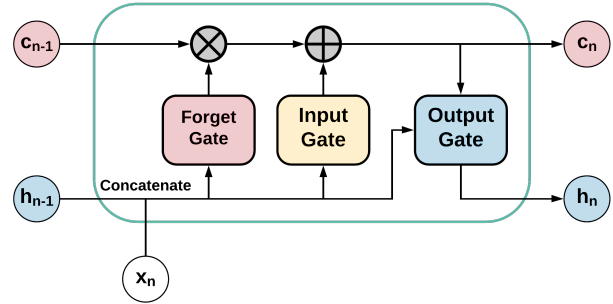 cn-1
cn
Forget
Gate
Input
Gate
Output
Gate
Concatenate
hn-1
hn
xn